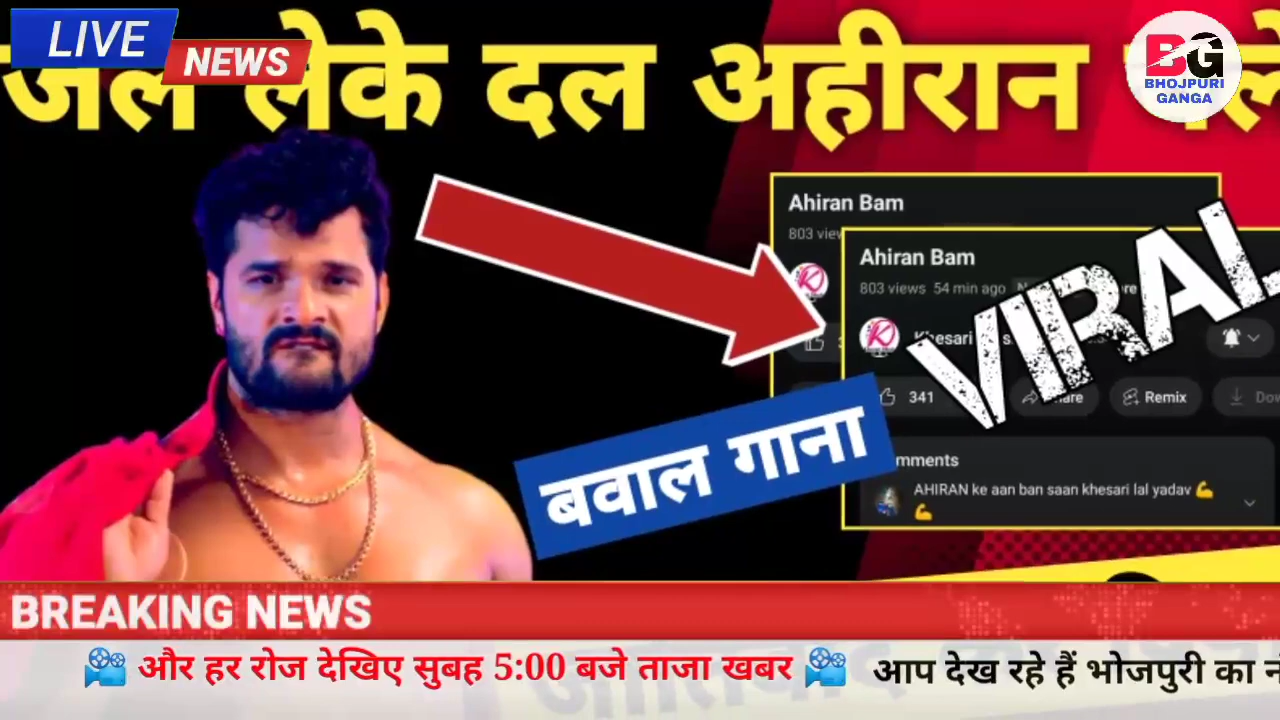 LIVE
NEWS
जल लेके दल अहीरान
BG
BHOJPURI
GANGA
Ahiran Bam
803
Ahiran Bam
803 views 54 min ago
341
Remix
AHIRAN ke aan ban saan khesari lal yadav 💪
💪
VIRAL
बवाल गाना
BREAKING NEWS
🎥 और हर रोज देखिए सुबह 5:00 बजे ताजा खबर 🎥 आप देख रहे हैं भोजपुरी का